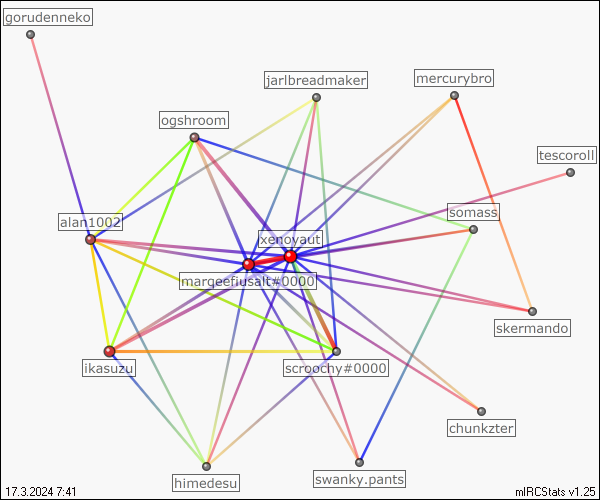 gorudenneko
jarlbreadmaker
mercurybro
ogshroom
tescoroll
somass
alan1002
xenoyaut
margeefiusalt#0000
skermando
ikasuzu
scroochy#0000
chunkzter
himedesu
swanky.pants
17.3.2024 7:41
mIRCStats v1.25